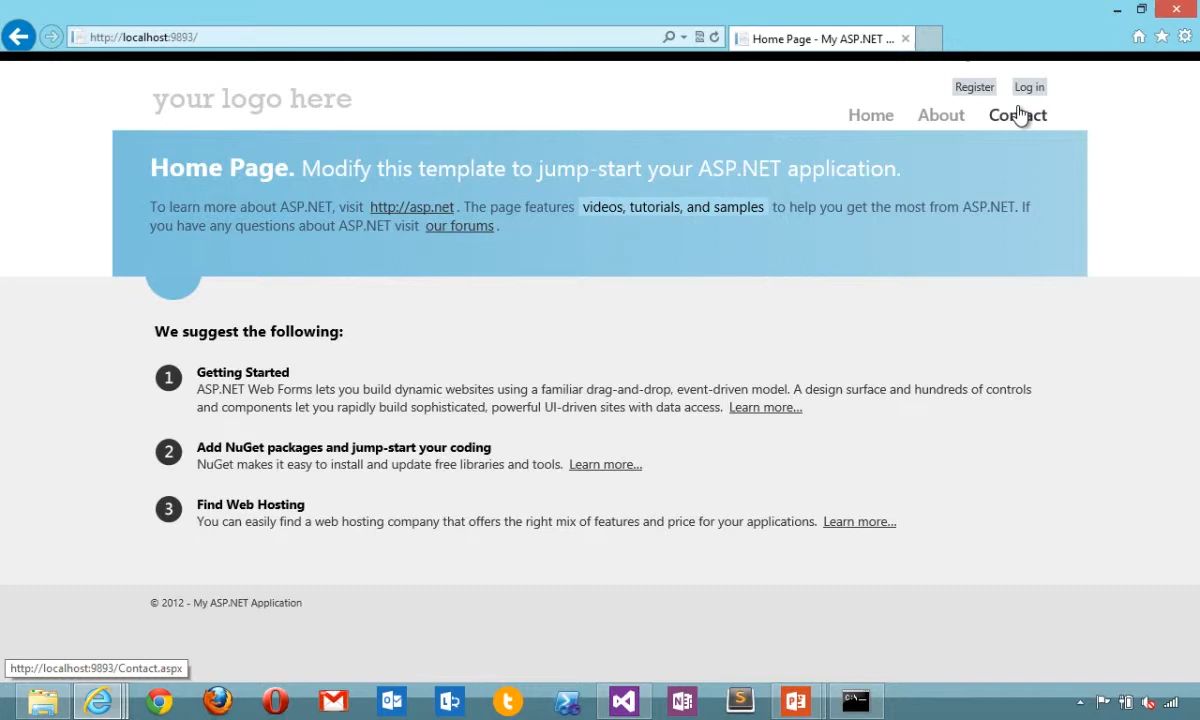 http://localhost:9893/
Home Page - My ASP.NET ...
Register Log in
your logo here
Home About Contact
Home Page. Modify this template to jump-start your ASP.NET application.
To learn more about ASP.NET, visit http://asp.net. The page features videos, tutorials, and samples to help you get the most from ASP.NET. If
you have any questions about ASP.NET visit our forums.
We suggest the following:
1 Getting Started
ASP.NET Web Forms lets you build dynamic websites using a familiar drag-and-drop, event-driven model. A design surface and hundreds of controls
and components let you rapidly build sophisticated, powerful UI-driven sites with data access. Learn more...
2 Add NuGet packages and jump-start your coding
NuGet makes it easy to install and update free libraries and tools. Learn more...
3 Find Web Hosting
You can easily find a web hosting company that offers the right mix of features and price for your applications. Learn more...
© 2012 - My ASP.NET Application
http://localhost:9893/Contact.aspx